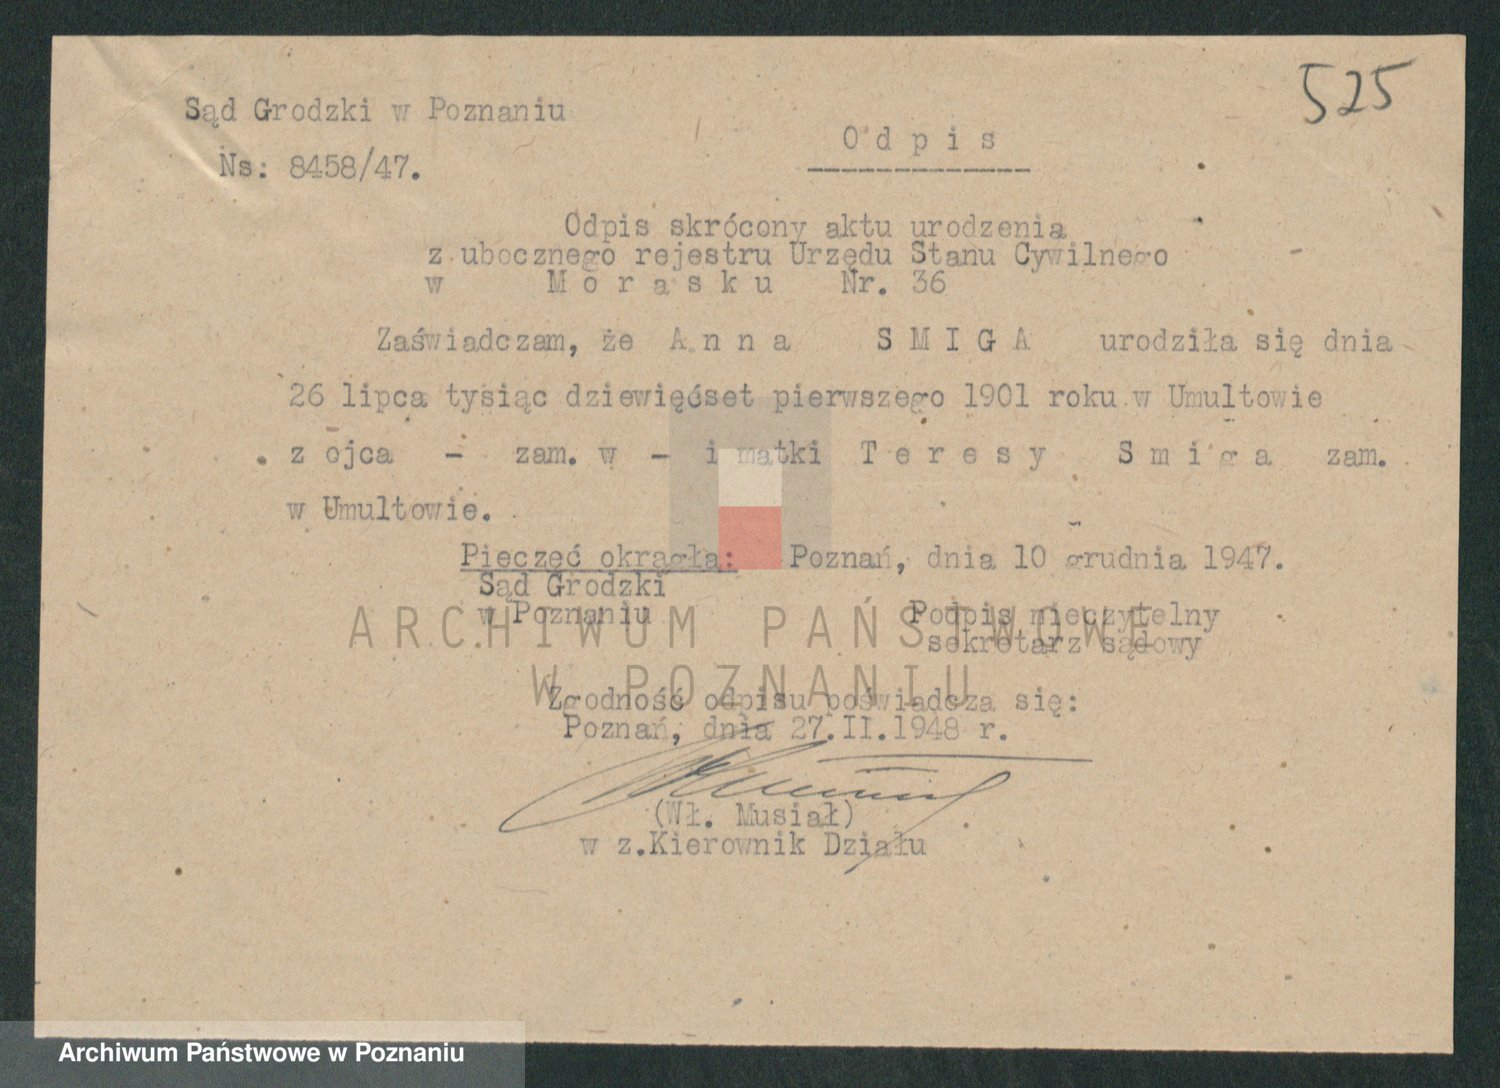 525
Sąd Grodzki w Poznaniu
Odpis
Ns: 8458/47.
Odpis skrócony aktu urodzenia
z ubocznego rejestru Urzędu Stanu Cywilnego
w Morasku Nr. 36
Zaświadczam, że Anna SMIGA urodziła się dnia
26 lipca tysiąc dziewięćset pierwszego 1901 roku w Umultowie
z ojca - zam. w - i matki Teresy Smiga zam.
w Umultowie.
Pieczęć okrągła: Poznań, dnia 10 grudnia 1947.
Sąd Grodzki
w Poznaniu
Podpis nieczytelny
sekretarz sądowy
ARCHIWUM PAŃSTWOWE
W POZNANIU
Zgodność odpisu poświadcza się:
Poznań, dnia 27.II.1948 r.
(Wł. Musiał)
w z.Kierownik Działu
Archiwum Państwowe w Poznaniu